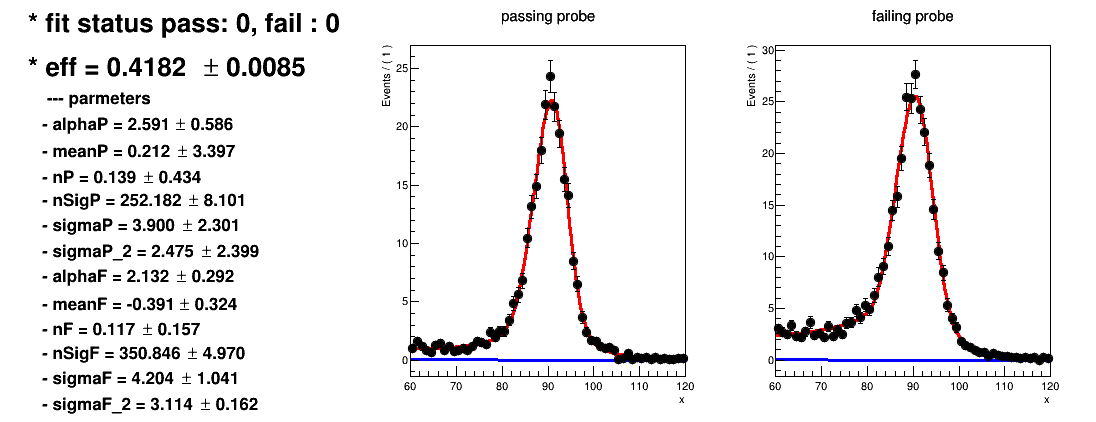 * fit status pass: 0, fail : 0
* eff = 0.4182 ± 0.0085
--- parmeters
- alphaP = 2.591 ± 0.586
- meanP = 0.212 ± 3.397
- nP = 0.139 ± 0.434
- nSigP = 252.182 ± 8.101
- sigmaP = 3.900 ± 2.301
- sigmaP_2 = 2.475 ± 2.399
- alphaF = 2.132 ± 0.292
- meanF = -0.391 ± 0.324
- nF = 0.117 ± 0.157
- nSigF = 350.846 ± 4.970
- sigmaF = 4.204 ± 1.041
- sigmaF_2 = 3.114 ± 0.162
passing probe
Events / ( 1 )
25
20
15
10
5
0
60 70 80 90 100 110 120
x
failing probe
Events / ( 1 )
30
25
20
15
10
5
0
60 70 80 90 100 110 120
x